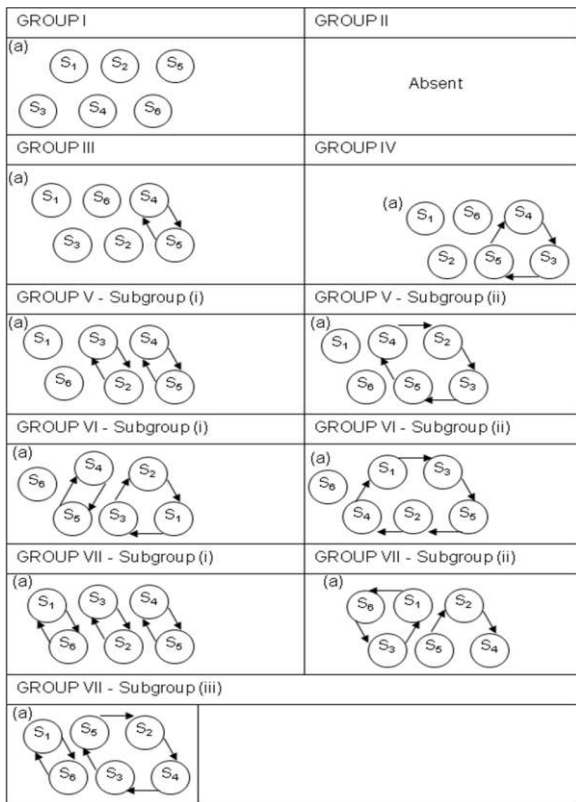 GROUP I
GROUP II
(a)
S1 S2 S5
S3 S4 S6
Absent
GROUP III
GROUP IV
(a)
S1 S6 S4
S3 S2 S5
(a)
S1 S6 S4
S2 S5 S3
GROUP V - Subgroup (i)
GROUP V - Subgroup (ii)
(a)
S1 S3 S4
S6 S2 S5
(a)
S1 S4 S2
S6 S5 S3
GROUP VI - Subgroup (i)
GROUP VI - Subgroup (ii)
(a)
S6 S4 S2
S5 S3 S1
(a)
S6 S1 S3
S4 S2 S5
GROUP VII - Subgroup (i)
GROUP VII - Subgroup (ii)
(a)
S1 S3 S4
S6 S2 S5
(a)
S6 S1 S2
S3 S5 S4
GROUP VII - Subgroup (iii)
(a)
S1 S5 S2
S6 S3 S4